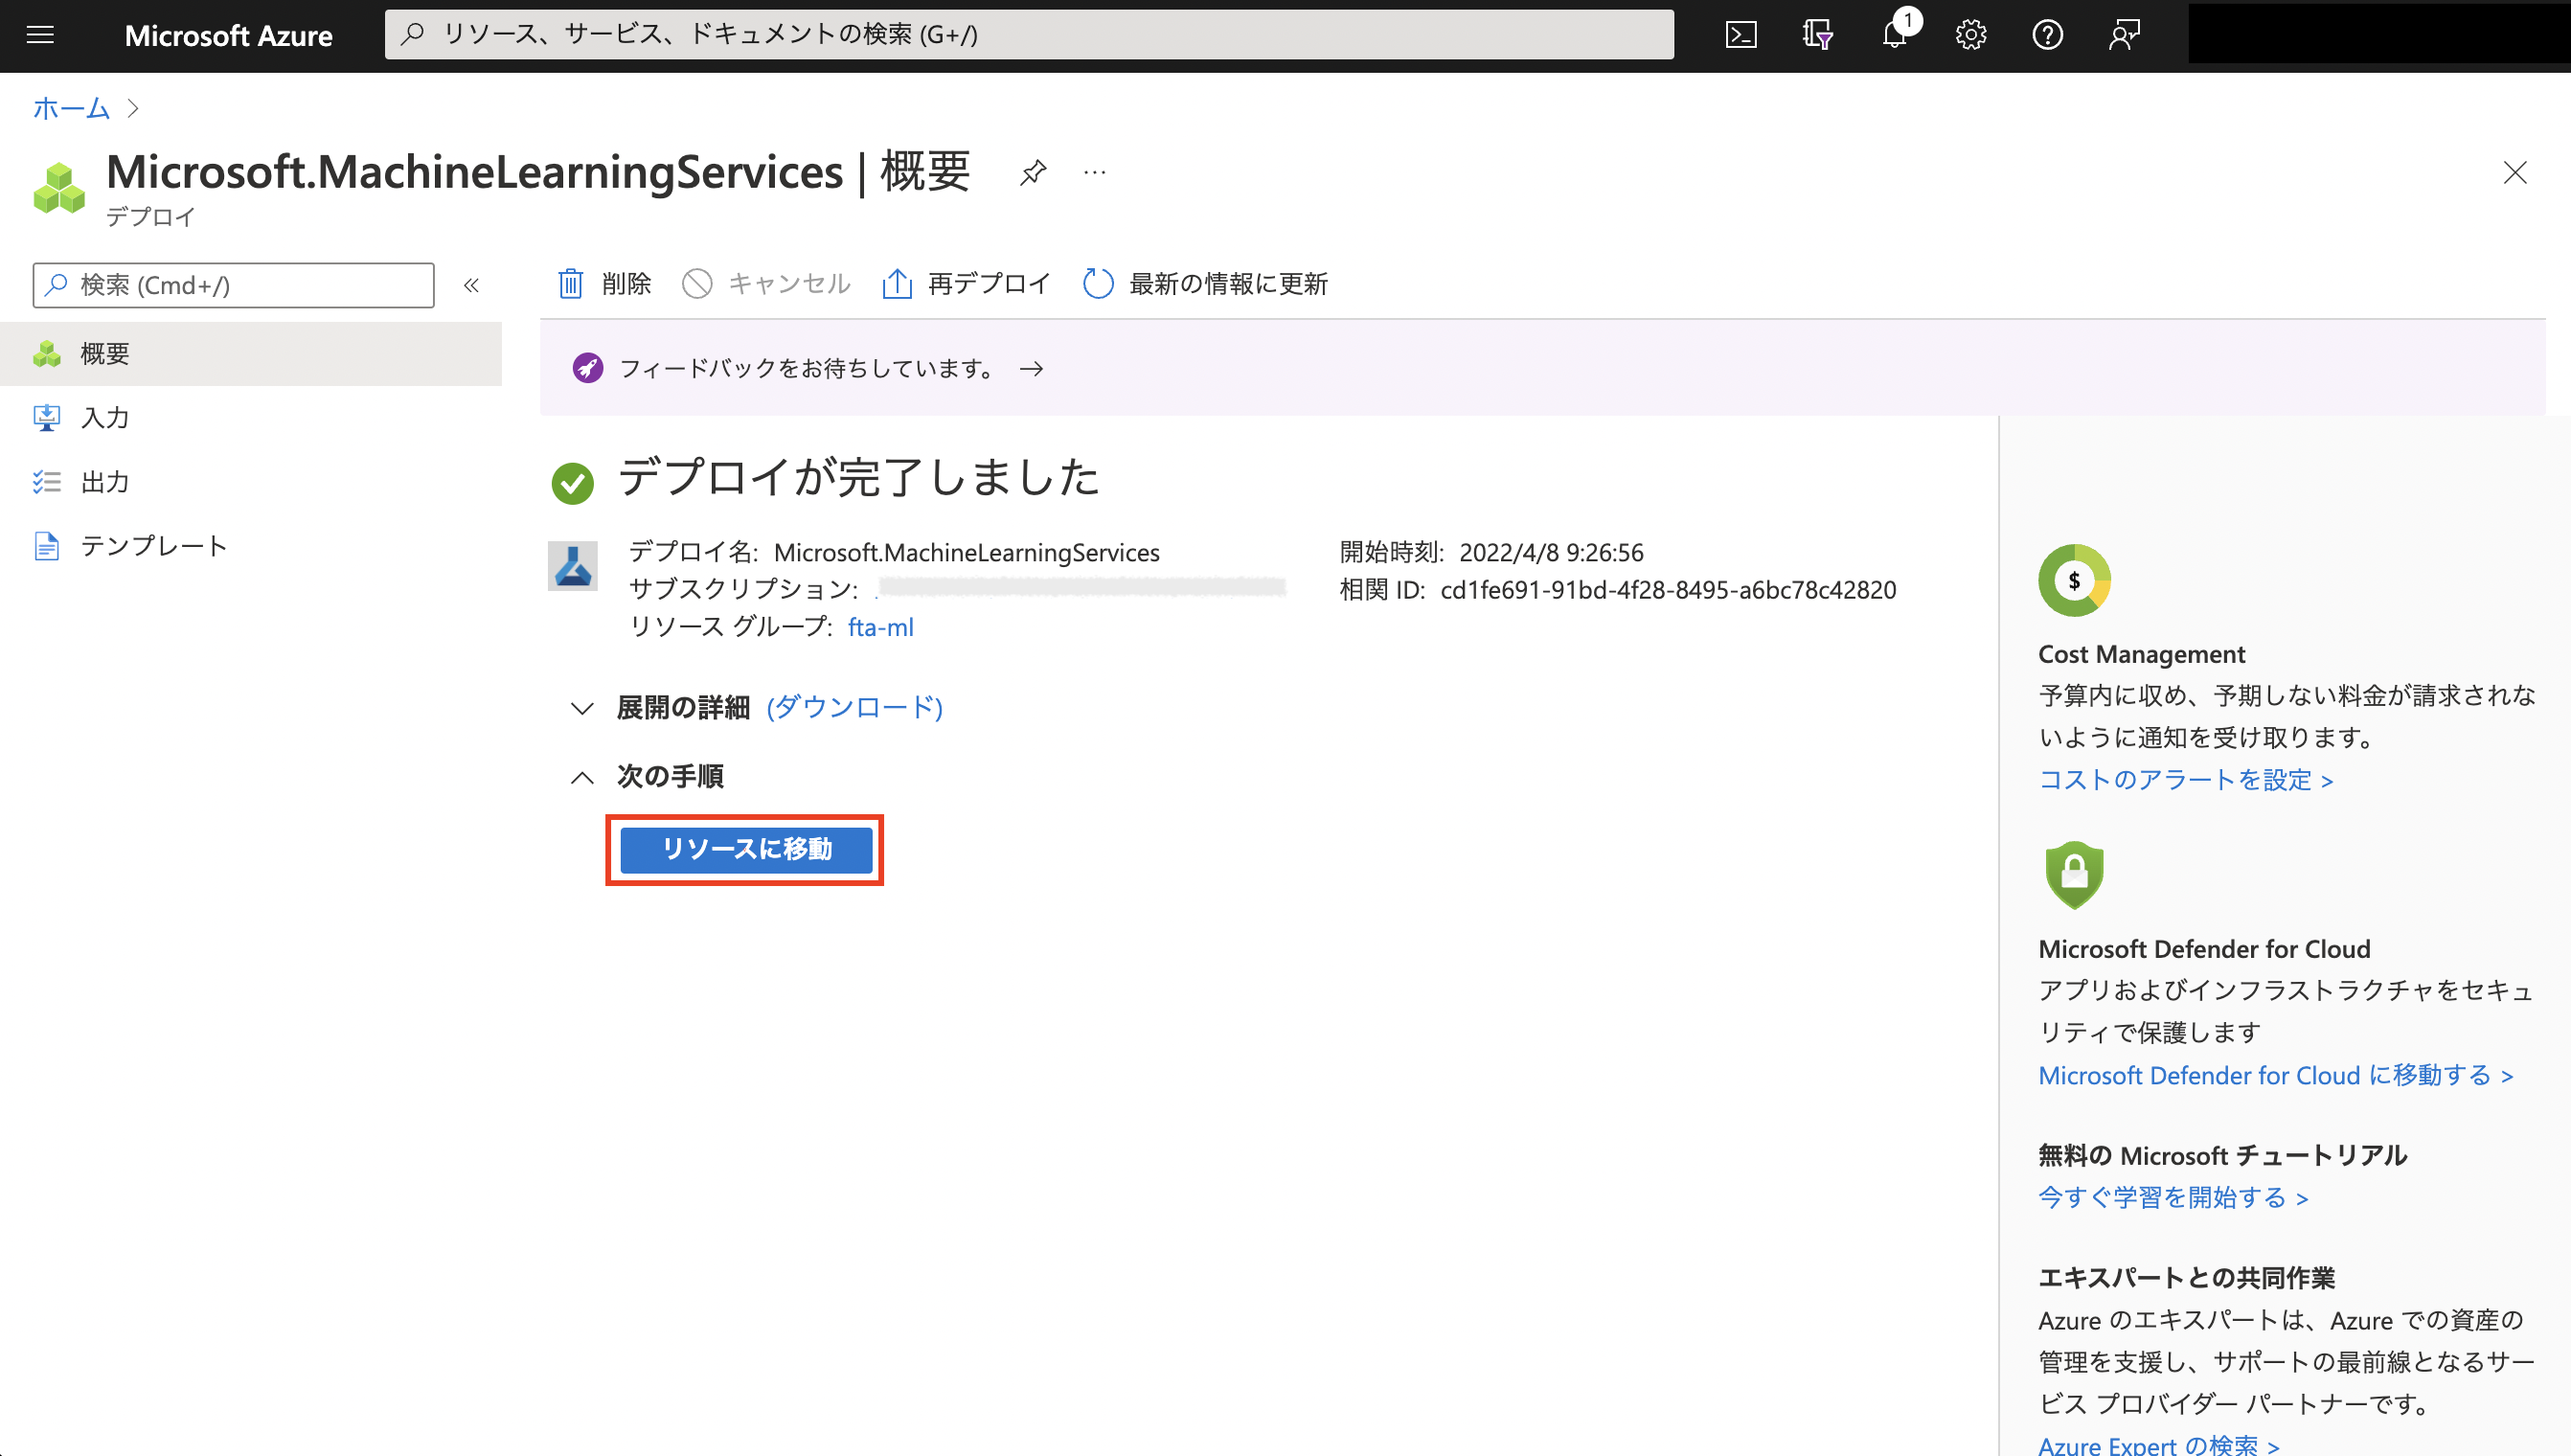 Microsoft Azure
リソース、サービス、ドキュメントの検索 (G+/)
1
ホーム >
Microsoft.MachineLearningServices | 概要
デプロイ
検索 (Cmd+/)
«
削除
キャンセル
再デプロイ
最新の情報に更新
概要
入力
出力
テンプレート
フィードバックをお待ちしています。 →
デプロイが完了しました
デプロイ名: Microsoft.MachineLearningServices
サブスクリプション:
リソース グループ: fta-ml
開始時刻: 2022/4/8 9:26:56
相関 ID: cd1fe691-91bd-4f28-8495-a6bc78c42820
展開の詳細 (ダウンロード)
次の手順
リソースに移動
$
Cost Management
予算内に収め、予期しない料金が請求されな
いように通知を受け取ります。
コストのアラートを設定 >
Microsoft Defender for Cloud
アプリおよびインフラストラクチャをセキュ
リティで保護します
Microsoft Defender for Cloud に移動する >
無料の Microsoft チュートリアル
今すぐ学習を開始する >
エキスパートとの共同作業
Azure のエキスパートは、Azure での資産の
管理を支援し、サポートの最前線となるサー
ビス プロバイダー パートナーです。
Azure Expert の検索 >